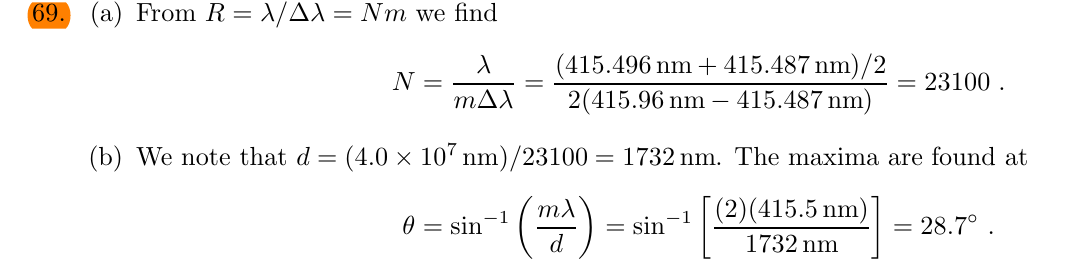 69. (a) From R = λ/Δλ = Nm we find
N = λ/(mΔλ) = ((415.496 nm + 415.487 nm)/2)/(2(415.96 nm − 415.487 nm)) = 23100 .
(b) We note that d = (4.0 × 10⁷ nm)/23100 = 1732 nm. The maxima are found at
θ = sin⁻¹ (mλ/d) = sin⁻¹ [(2)(415.5 nm)/1732 nm] = 28.7° .